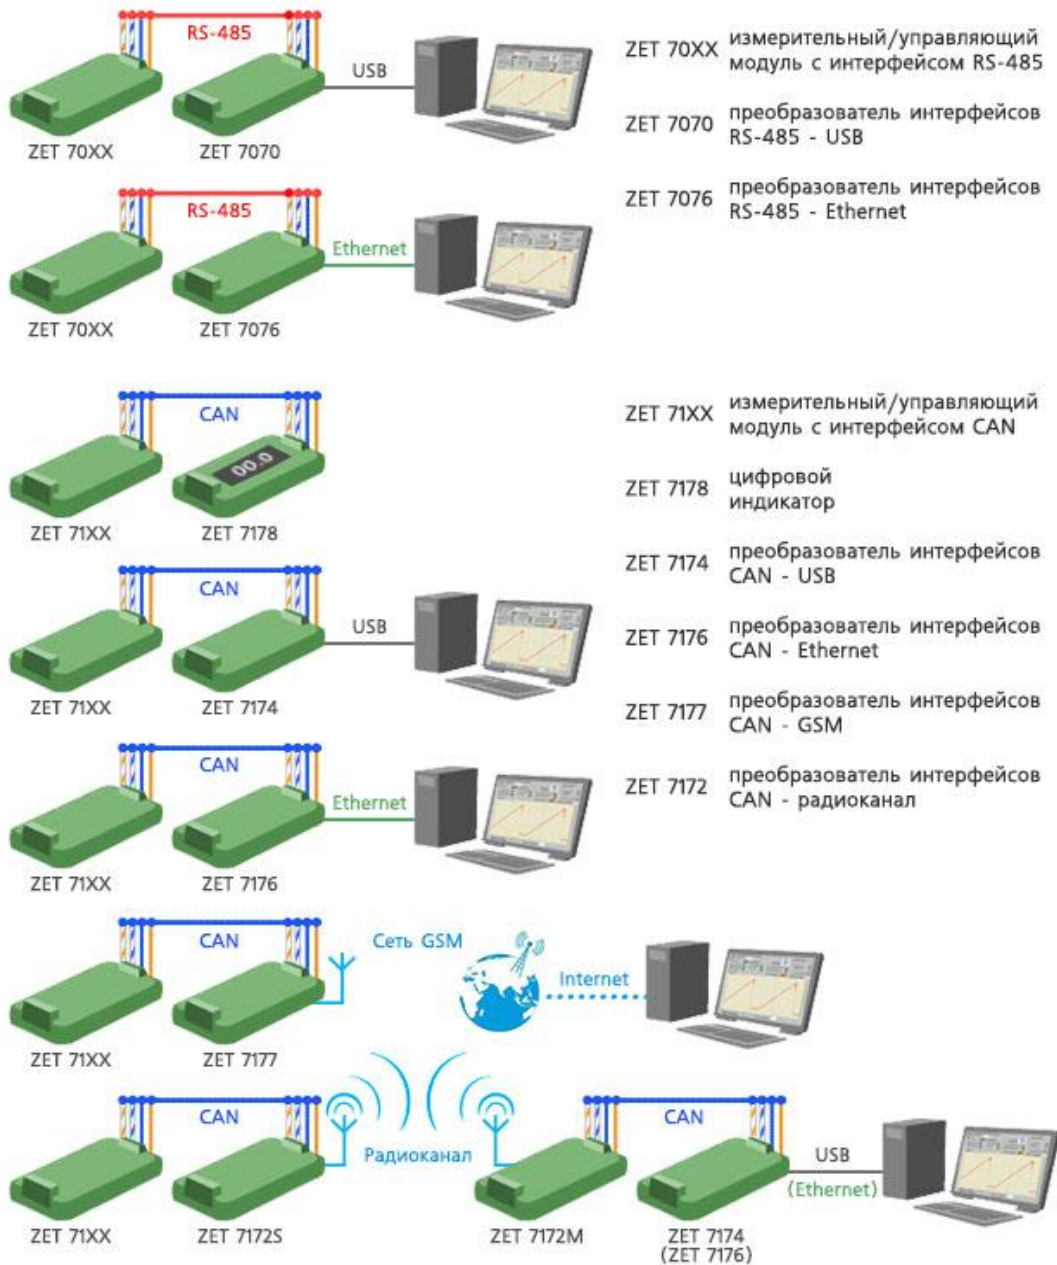 RS-485
USB
ZET 70XX
ZET 7070
ZET 70XX измерительный/управляющий
модуль с интерфейсом RS-485
ZET 7070 преобразователь интерфейсов
RS-485 - USB
ZET 7076 преобразователь интерфейсов
RS-485 - Ethernet
RS-485
Ethernet
ZET 70XX
ZET 7076
CAN
00.0
ZET 71XX
ZET 7178
ZET 71XX измерительный/управляющий
модуль с интерфейсом CAN
ZET 7178 цифровой
индикатор
ZET 7174 преобразователь интерфейсов
CAN - USB
ZET 7176 преобразователь интерфейсов
CAN - Ethernet
ZET 7177 преобразователь интерфейсов
CAN - GSM
ZET 7172 преобразователь интерфейсов
CAN - радиоканал
CAN
USB
ZET 71XX
ZET 7174
CAN
Ethernet
ZET 71XX
ZET 7176
CAN
Сеть GSM
Internet
ZET 71XX
ZET 7177
CAN
Радиоканал
CAN
USB
(Ethernet)
ZET 71XX
ZET 7172S
ZET 7172M
ZET 7174
(ZET 7176)